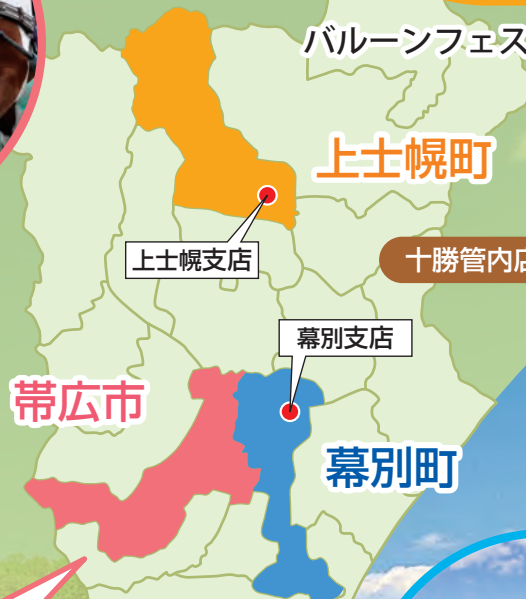 バルーンフェス
上士幌町
上士幌支店
十勝管内店
幕別支店
帯広市
幕別町